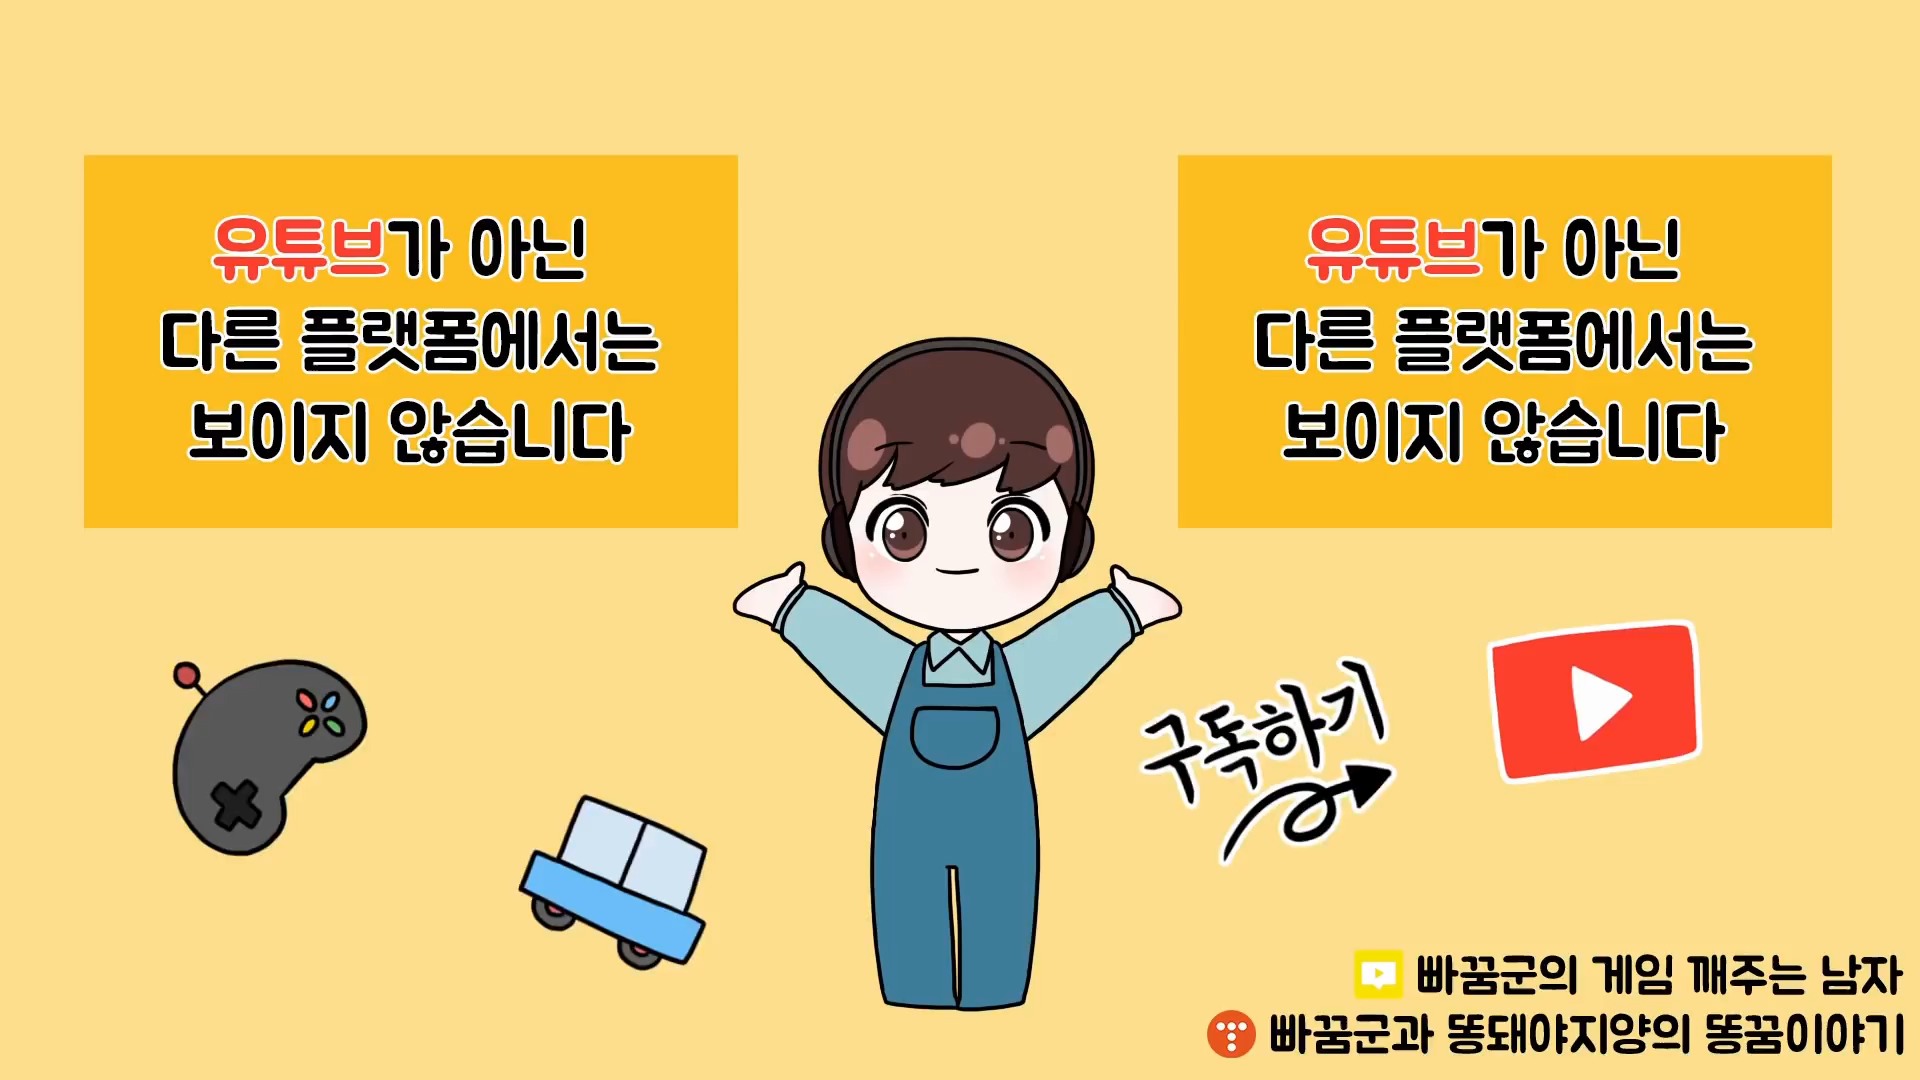 유튜브가 아닌
다른 플랫폼에서는
보이지 않습니다
유튜브가 아닌
다른 플랫폼에서는
보이지 않습니다
구독하기
빠꿈군의 게임 깨주는 남자
빠꿈군과 똥돼야지양의 똥꿈이야기